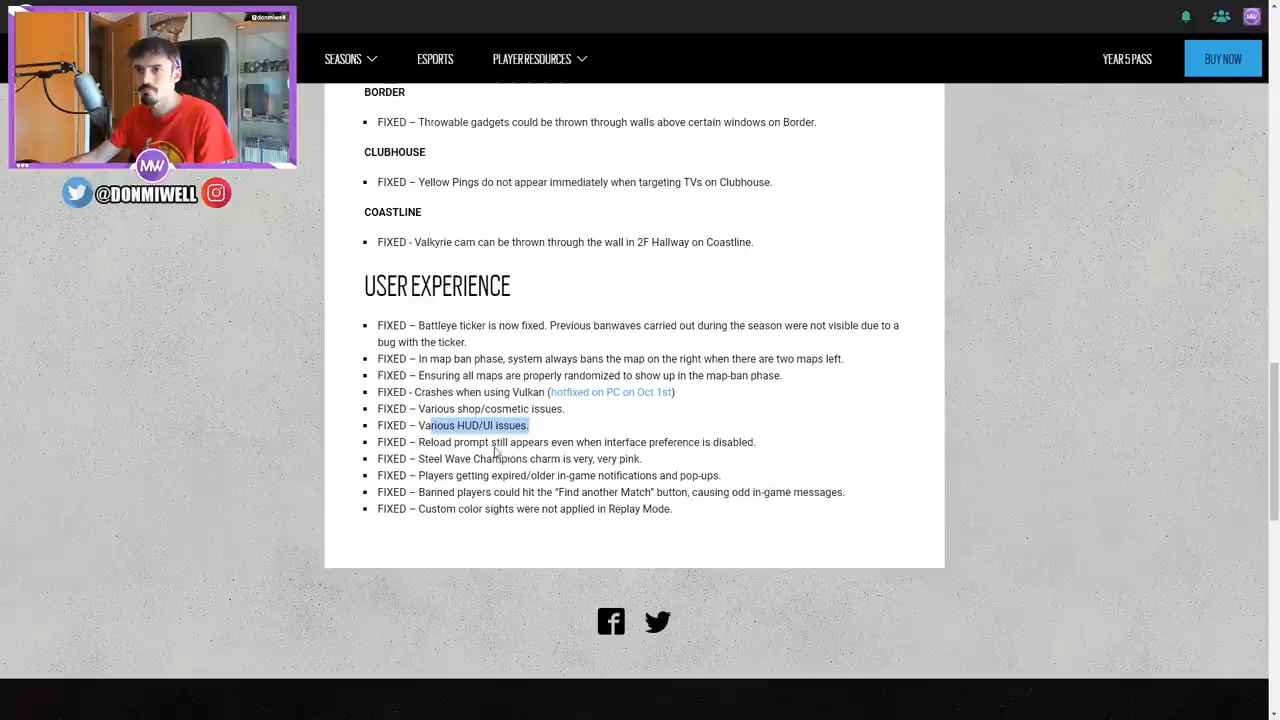 donmiwell
SEASONS
ESPORTS
PLAYER RESOURCES
YEAR 5 PASS
BUY NOW
MW
MW
@DONMIWELL
BORDER
FIXED – Throwable gadgets could be thrown through walls above certain windows on Border.
CLUBHOUSE
FIXED – Yellow Pings do not appear immediately when targeting TVs on Clubhouse.
COASTLINE
FIXED - Valkyrie cam can be thrown through the wall in 2F Hallway on Coastline.
USER EXPERIENCE
FIXED – Battleye ticker is now fixed. Previous banwaves carried out during the season were not visible due to a
bug with the ticker.
FIXED – In map ban phase, system always bans the map on the right when there are two maps left.
FIXED – Ensuring all maps are properly randomized to show up in the map-ban phase.
FIXED - Crashes when using Vulkan (hotfixed on PC on Oct 1st)
FIXED – Various shop/cosmetic issues.
FIXED – Various HUD/UI issues.
FIXED – Reload prompt still appears even when interface preference is disabled.
FIXED – Steel Wave Champions charm is very, very pink.
FIXED – Players getting expired/older in-game notifications and pop-ups.
FIXED – Banned players could hit the “Find another Match” button, causing odd in-game messages.
FIXED – Custom color sights were not applied in Replay Mode.